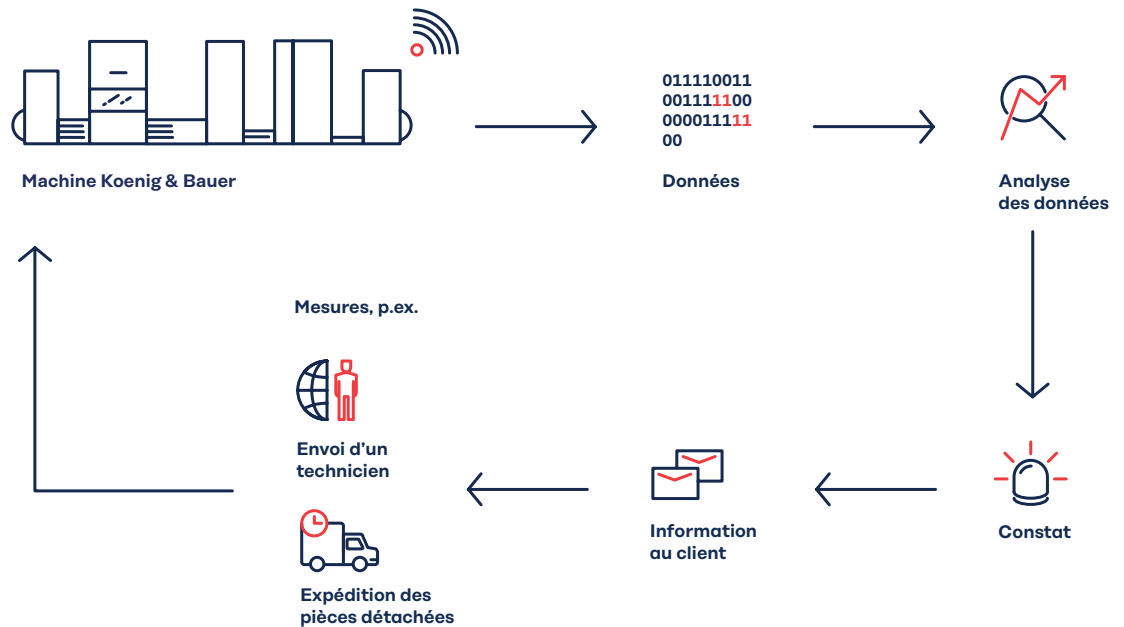 011110011
001111100
000011111
00
Machine Koenig & Bauer
Données
Analyse
des données
Mesures, p.ex.
Envoi d'un
technicien
Expédition des
pièces détachées
Information
au client
Constat